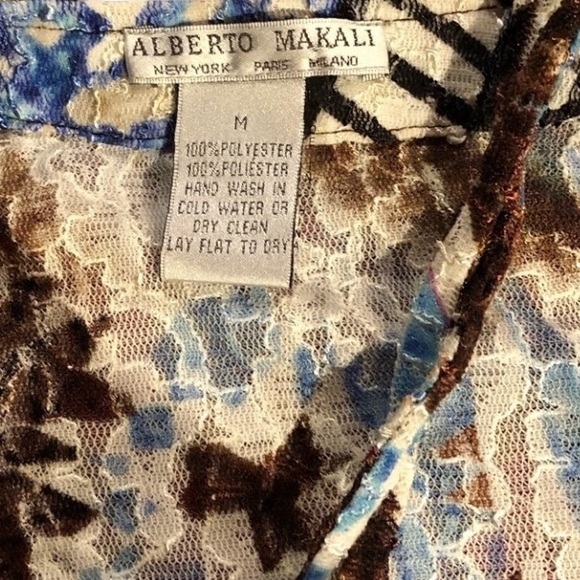 ALBERTO MAKALI
NEW YORK PARIS MILANO
M
100%POLYESTER
100%POLIESTER
HAND WASH IN
COLD WATER OR
DRY CLEAN
LAY FLAT TO DRY